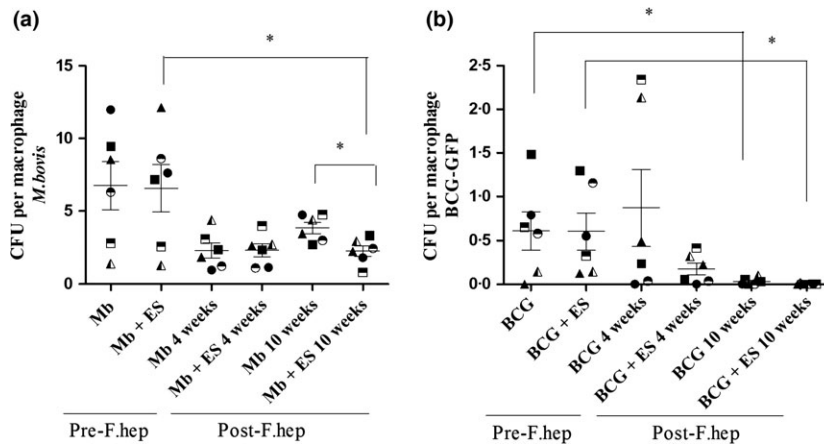 (a)
*
*
15
10
5
0
CFU per macrophage
M.bovis
Mb
Mb + ES
Mb 4 weeks
Mb + ES 4 weeks
Mb 10 weeks
Mb + ES 10 weeks
Pre-F.hep
Post-F.hep
(b)
*
*
2·5
2·0
1·5
1·0
0·5
0·0
CFU per macrophage
BCG-GFP
BCG
BCG + ES
BCG 4 weeks
BCG + ES 4 weeks
BCG 10 weeks
BCG + ES 10 weeks
Pre-F.hep
Post-F.hep